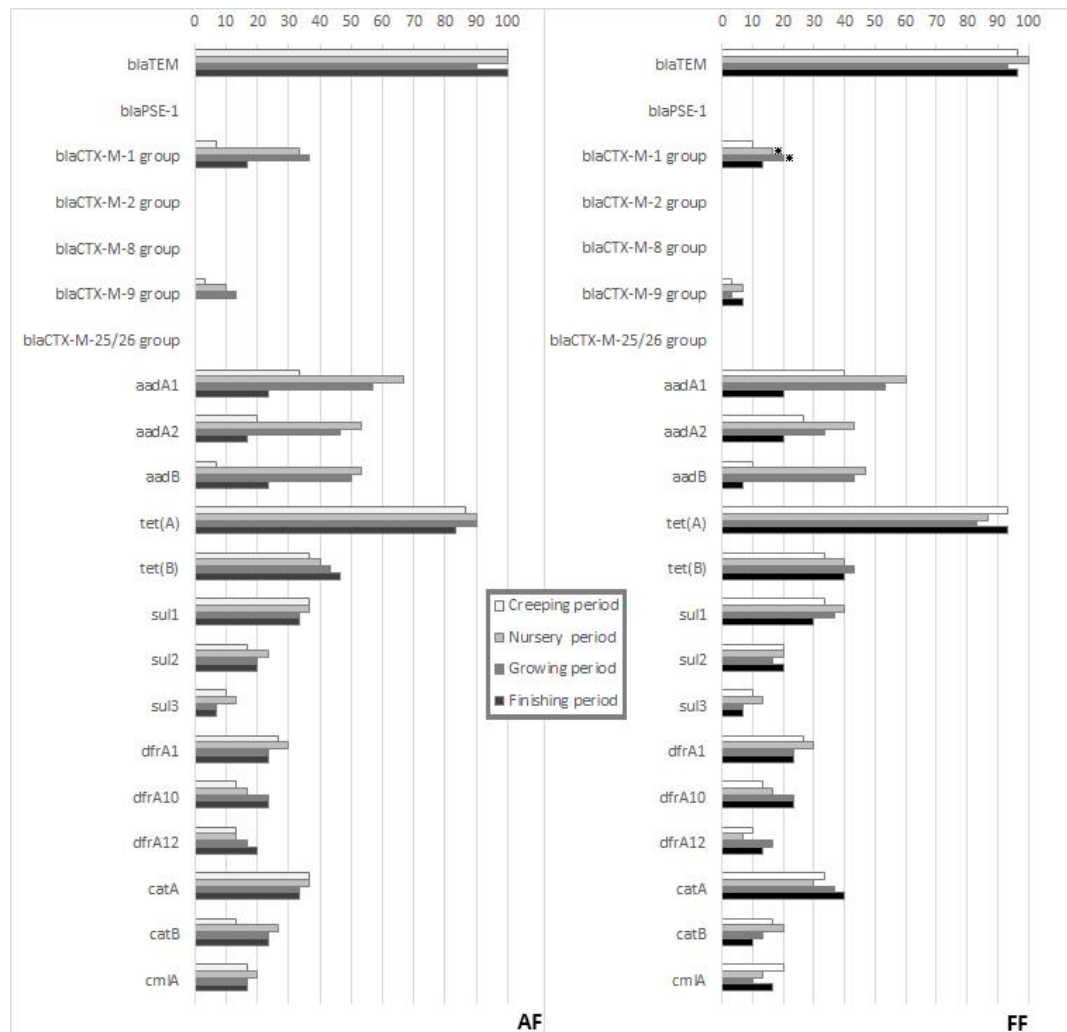 0 10 20 30 40 50 60 70 80 90 100
blaTEM
blaPSE-1
blaCTX-M-1 group
blaCTX-M-2 group
blaCTX-M-8 group
blaCTX-M-9 group
blaCTX-M-25/26 group
aadA1
aadA2
aadB
tet(A)
tet(B)
sul1
sul2
sul3
dfrA1
dfrA10
dfrA12
catA
catB
cmlA
AF
Creeping period
Nursery period
Growing period
Finishing period
0 10 20 30 40 50 60 70 80 90 100
blaTEM
blaPSE-1
blaCTX-M-1 group
*
*
blaCTX-M-2 group
blaCTX-M-8 group
blaCTX-M-9 group
blaCTX-M-25/26 group
aadA1
aadA2
aadB
tet(A)
tet(B)
sul1
sul2
sul3
dfrA1
dfrA10
dfrA12
catA
catB
cmlA
FF